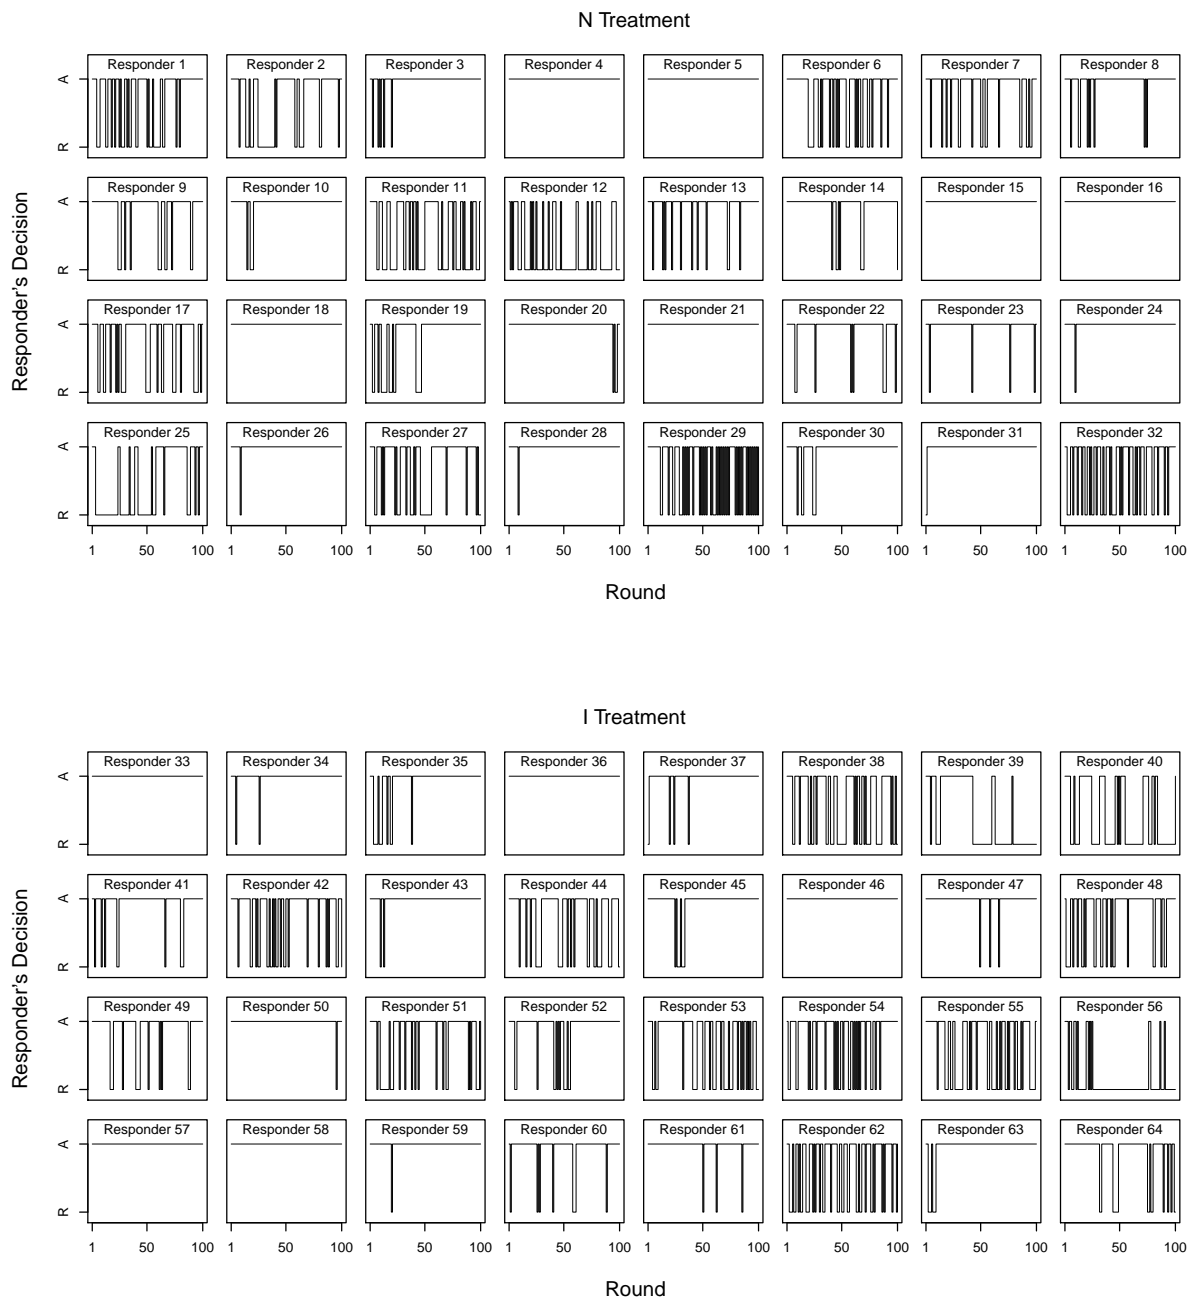 N Treatment
Responder's Decision
Responder 1 Responder 2 Responder 3 Responder 4 Responder 5 Responder 6 Responder 7 Responder 8
A
R
Responder 9 Responder 10 Responder 11 Responder 12 Responder 13 Responder 14 Responder 15 Responder 16
A
R
Responder 17 Responder 18 Responder 19 Responder 20 Responder 21 Responder 22 Responder 23 Responder 24
A
R
Responder 25 Responder 26 Responder 27 Responder 28 Responder 29 Responder 30 Responder 31 Responder 32
A
R
1 50 100 1 50 100 1 50 100 1 50 100 1 50 100 1 50 100 1 50 100 1 50 100
Round
I Treatment
Responder's Decision
Responder 33 Responder 34 Responder 35 Responder 36 Responder 37 Responder 38 Responder 39 Responder 40
A
R
Responder 41 Responder 42 Responder 43 Responder 44 Responder 45 Responder 46 Responder 47 Responder 48
A
R
Responder 49 Responder 50 Responder 51 Responder 52 Responder 53 Responder 54 Responder 55 Responder 56
A
R
Responder 57 Responder 58 Responder 59 Responder 60 Responder 61 Responder 62 Responder 63 Responder 64
A
R
1 50 100 1 50 100 1 50 100 1 50 100 1 50 100 1 50 100 1 50 100 1 50 100
Round